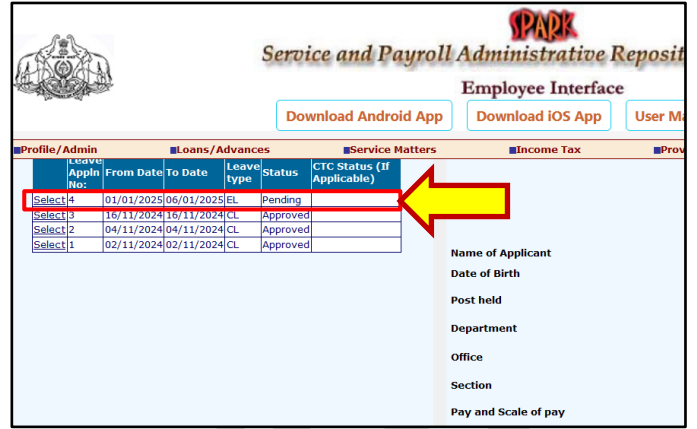 SPARK
Service and Payroll Administrative Reposit
Employee Interface
Download Android App Download iOS App User Ma
Profile/Admin Loans/Advances Service Matters Income Tax Prov
Leave Appln No: From Date To Date Leave type Status CTC Status (If Applicable)
Select 4 01/01/2025 06/01/2025 EL Pending
Select 3 16/11/2024 16/11/2024 CL Approved
Select 2 04/11/2024 04/11/2024 CL Approved
Select 1 02/11/2024 02/11/2024 CL Approved
Name of Applicant
Date of Birth
Post held
Department
Office
Section
Pay and Scale of pay